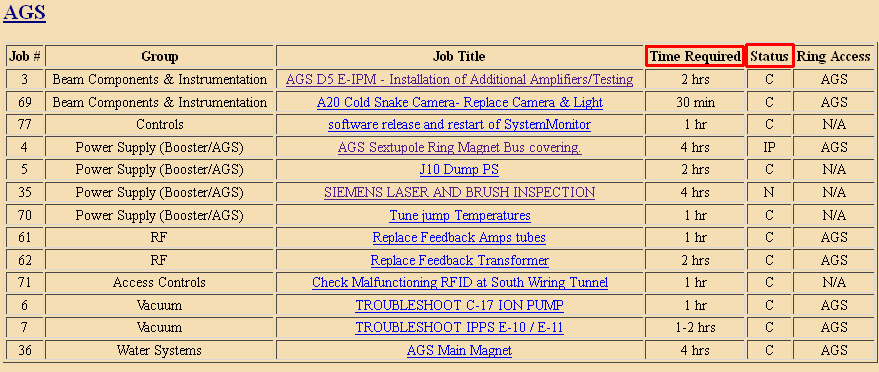 AGS
Job # Group Job Title Time Required Status Ring Access
3 Beam Components & Instrumentation AGS D5 E-IPM - Installation of Additional Amplifiers/Testing 2 hrs C AGS
69 Beam Components & Instrumentation A20 Cold Snake Camera- Replace Camera & Light 30 min C AGS
77 Controls software release and restart of SystemMonitor 1 hr C N/A
4 Power Supply (Booster/AGS) AGS Sextupole Ring Magnet Bus covering. 4 hrs IP AGS
5 Power Supply (Booster/AGS) J10 Dump PS 2 hrs C N/A
35 Power Supply (Booster/AGS) SIEMENS LASER AND BRUSH INSPECTION 4 hrs N N/A
70 Power Supply (Booster/AGS) Tune jump Temperatures 1 hr C N/A
61 RF Replace Feedback Amps tubes 1 hr C AGS
62 RF Replace Feedback Transformer 2 hrs C AGS
71 Access Controls Check Malfunctioning RFID at South Wiring Tunnel 1 hr C N/A
6 Vacuum TROUBLESHOOT C-17 ION PUMP 1 hr C AGS
7 Vacuum TROUBLESHOOT IPPS E-10 / E-11 1-2 hrs C AGS
36 Water Systems AGS Main Magnet 4 hrs C AGS